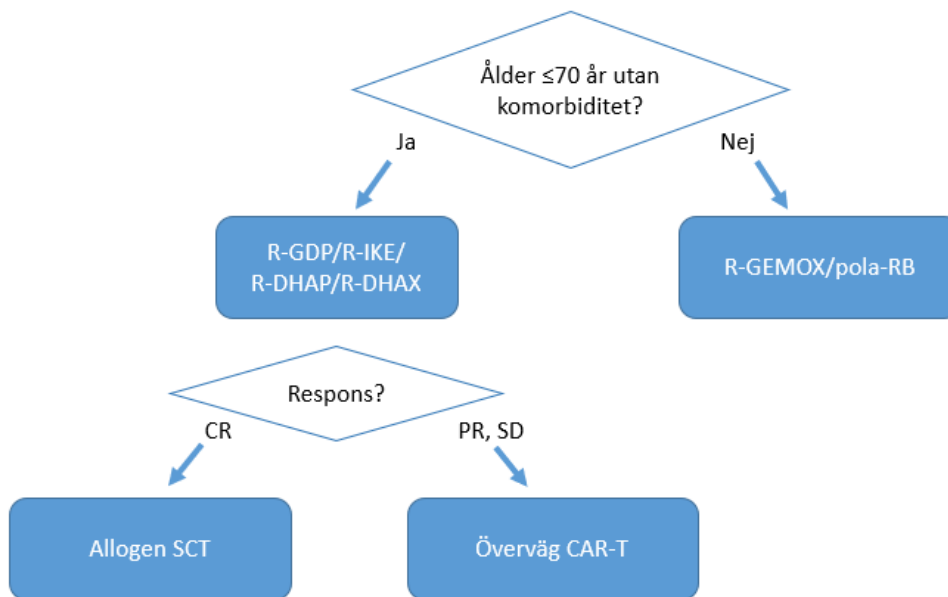 Ålder ≤70 år utan
komorbiditet?
Ja
Nej
R-GDP/R-IKE/
R-DHAP/R-DHAX
R-GEMOX/pola-RB
Respons?
CR
PR, SD
Allogen SCT
Överväg CAR-T